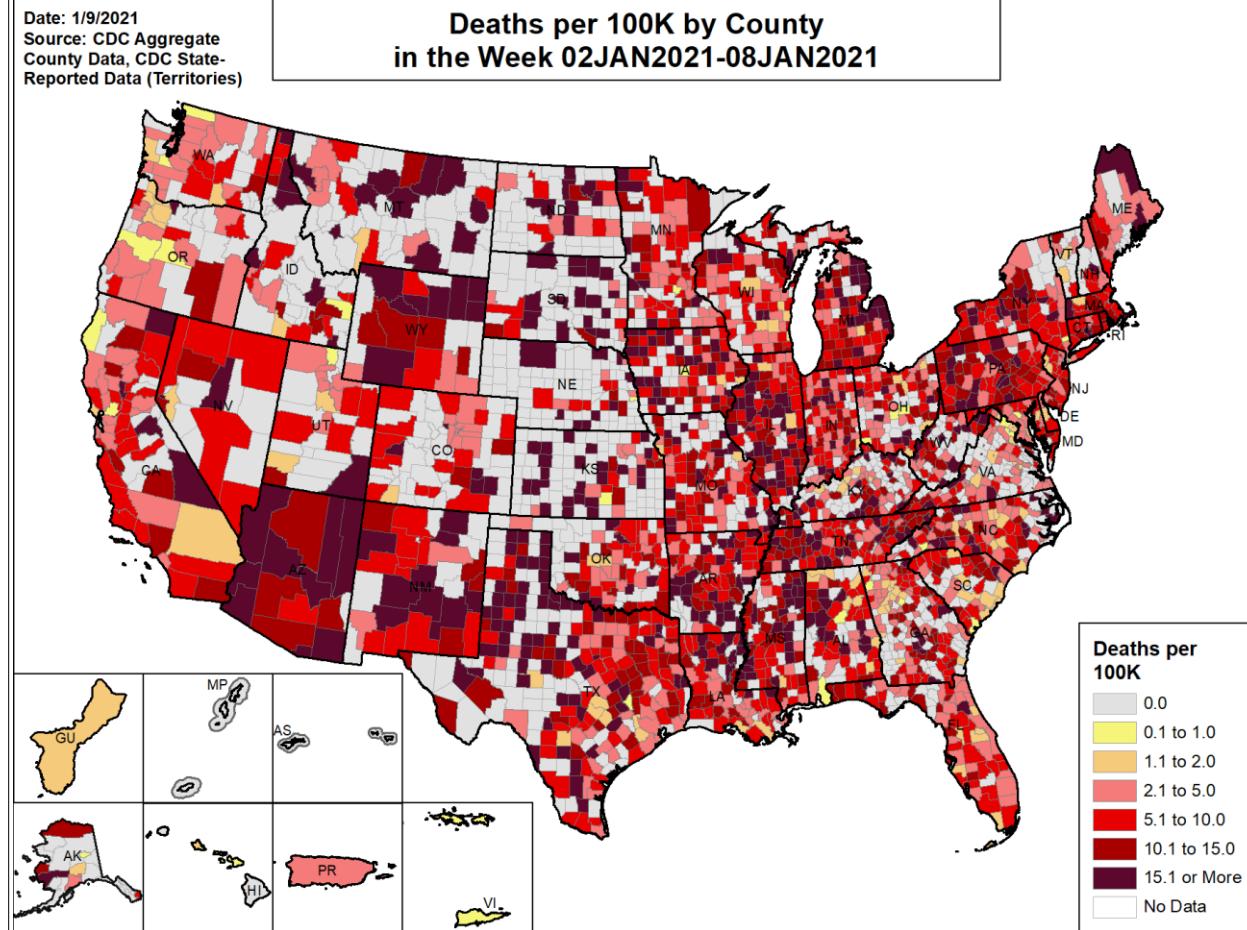 Date: 1/9/2021
Source: CDC Aggregate
County Data, CDC State-
Reported Data (Territories)
Deaths per 100K by County
in the Week 02JAN2021-08JAN2021
WA
MT
ND
MN
ME
OR
ID
WY
SD
WI
MI
NY
VT
NH
MA
CT
RI
NV
UT
CO
NE
IA
IL
IN
OH
PA
NJ
DE
MD
WV
VA
CA
KS
MO
KY
AZ
NM
OK
AR
TN
NC
SC
TX
LA
MS
AL
GA
FL
GU
MP
AS
AK
HI
PR
VI
Deaths per
100K
0.0
0.1 to 1.0
1.1 to 2.0
2.1 to 5.0
5.1 to 10.0
10.1 to 15.0
15.1 or More
No Data